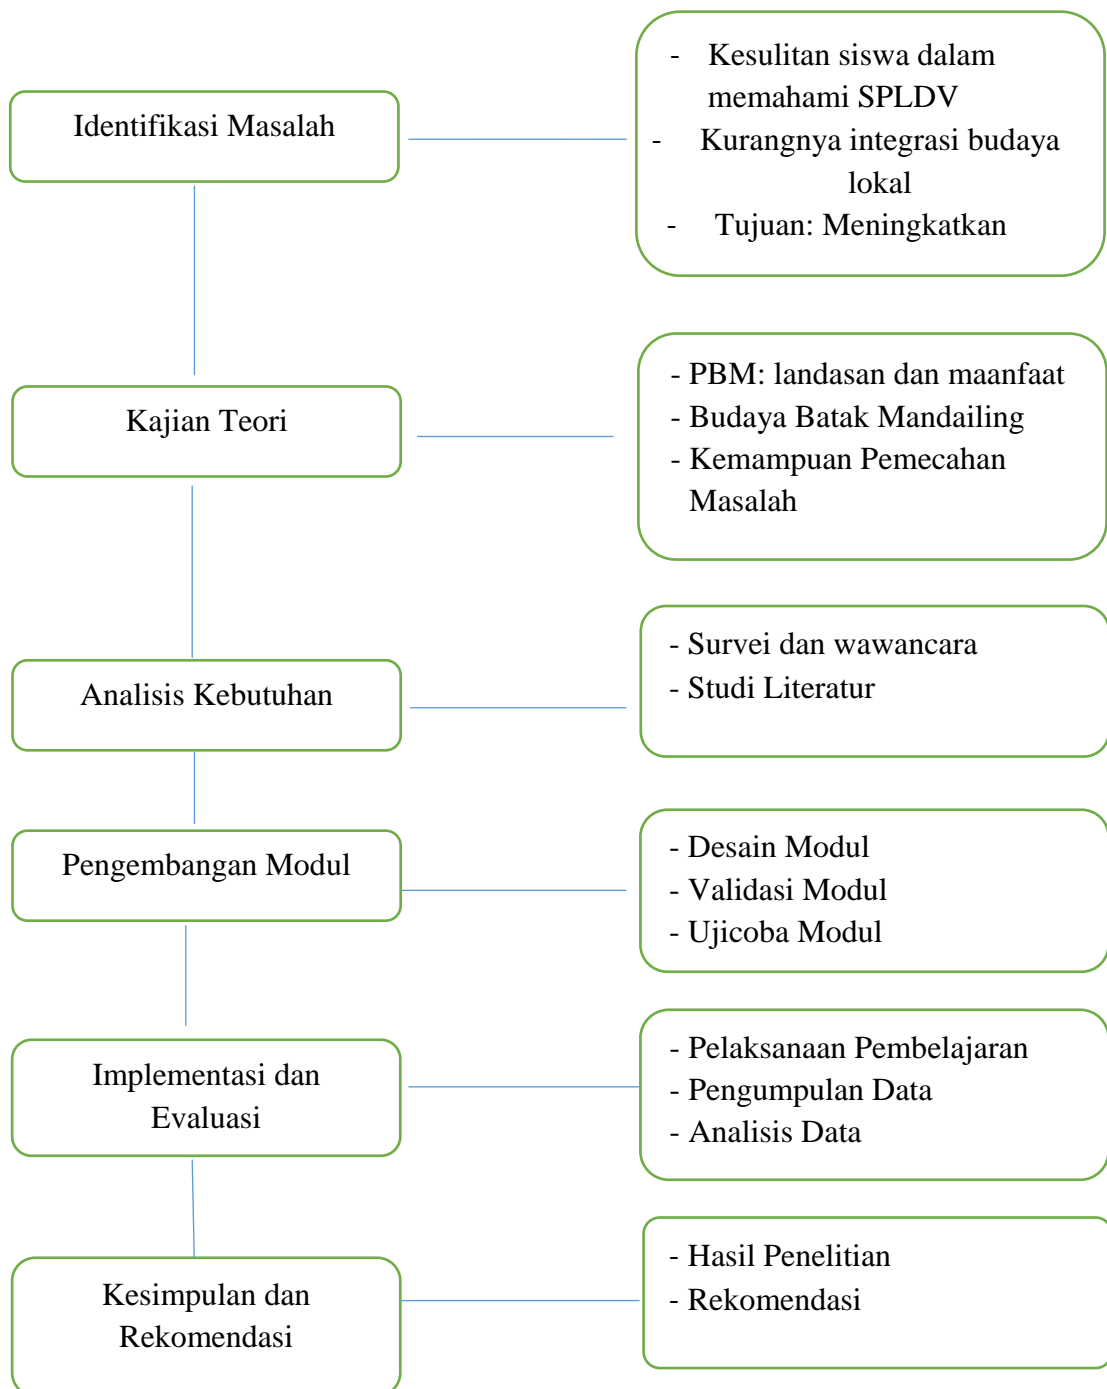 Identifikasi Masalah
- Kesulitan siswa dalam
memahami SPLDV
- Kurangnya integrasi budaya
lokal
- Tujuan: Meningkatkan
Kajian Teori
- PBM: landasan dan maanfaat
- Budaya Batak Mandailing
- Kemampuan Pemecahan
Masalah
Analisis Kebutuhan
- Survei dan wawancara
- Studi Literatur
Pengembangan Modul
- Desain Modul
- Validasi Modul
- Ujicoba Modul
Implementasi dan
Evaluasi
- Pelaksanaan Pembelajaran
- Pengumpulan Data
- Analisis Data
Kesimpulan dan
Rekomendasi
- Hasil Penelitian
- Rekomendasi